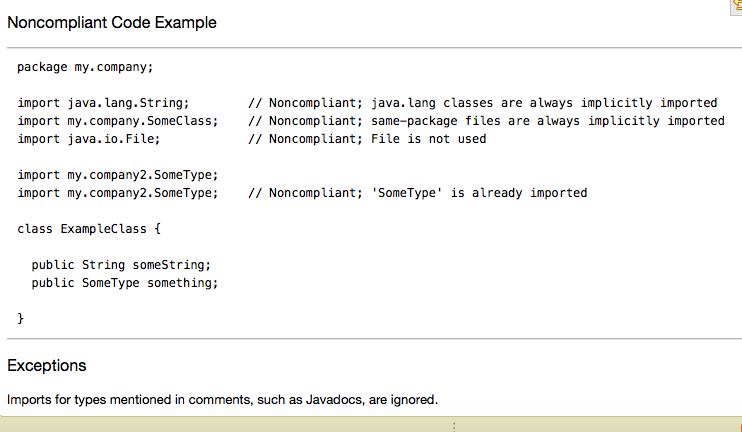 Noncompliant Code Example
package my.company;
import java.lang.String;        // Noncompliant; java.lang classes are always implicitly imported
import my.company.SomeClass;    // Noncompliant; same-package files are always implicitly imported
import java.io.File;            // Noncompliant; File is not used
import my.company2.SomeType;
import my.company2.SomeType;    // Noncompliant; 'SomeType' is already imported
class ExampleClass {
  public String someString;
  public SomeType something;
}
Exceptions
Imports for types mentioned in comments, such as Javadocs, are ignored.